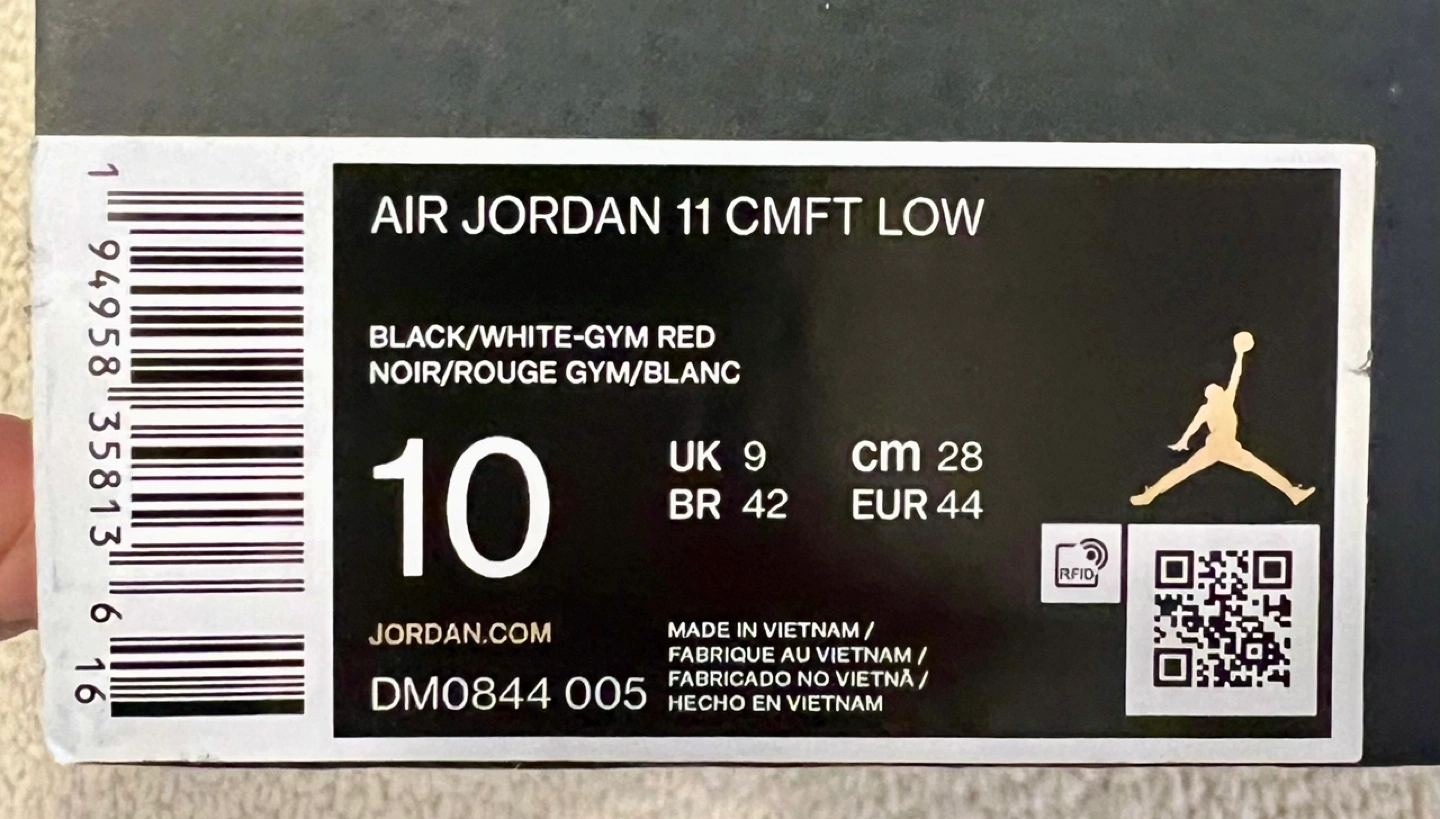 AIR JORDAN 11 CMFT LOW
BLACK/WHITE-GYM RED
NOIR/ROUGE GYM/BLANC
10
UK 9 cm 28
BR 42 EUR 44
RFID
JORDAN.COM
DM0844 005
MADE IN VIETNAM /
FABRIQUE AU VIETNAM /
FABRICADO NO VIETNÃ /
HECHO EN VIETNAM
1 94958 35813 6 16